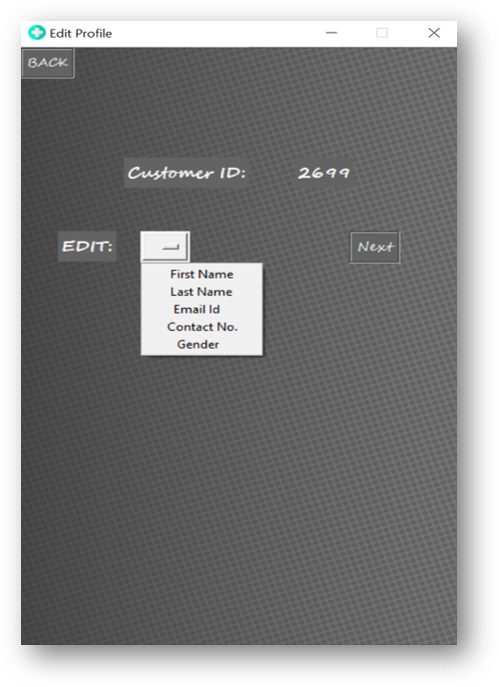 Edit Profile
BACK
Customer ID: 2699
EDIT: Next
First Name
Last Name
Email Id
Contact No.
Gender